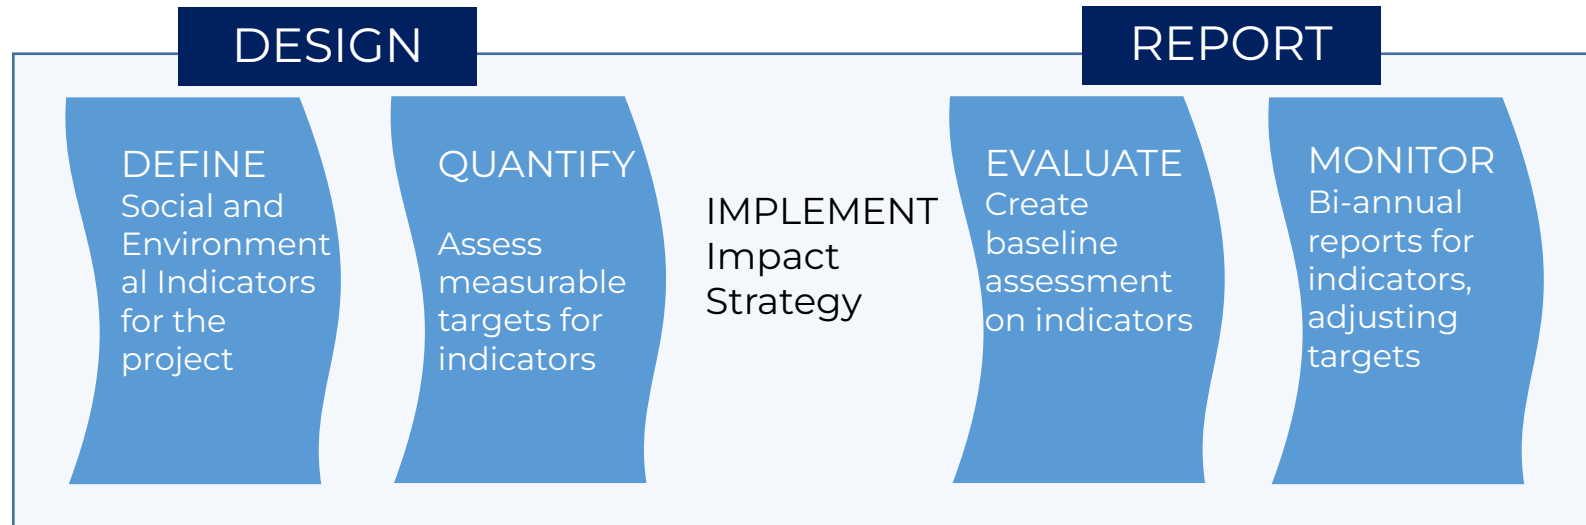 DESIGN
REPORT
DEFINE
Social and
Environment
al Indicators
for the
project
QUANTIFY
Assess
measurable
targets for
indicators
IMPLEMENT
Impact
Strategy
EVALUATE
Create
baseline
assessment
on indicators
MONITOR
Bi-annual
reports for
indicators,
adjusting
targets